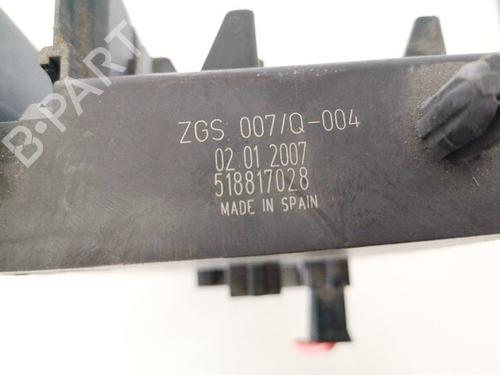 B-PART
ZGS 007/Q-004
02.01.2007
518817028
MADE IN SPAIN